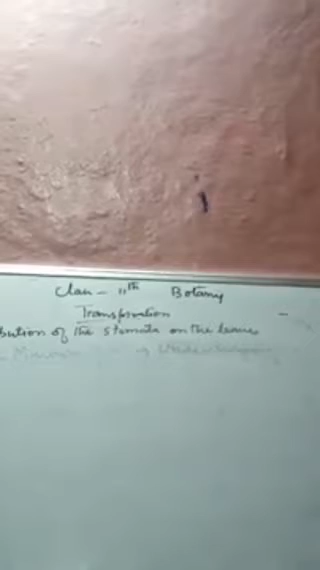 Class - 11th Botany
Transpiration
bution of the stomata on the leaves